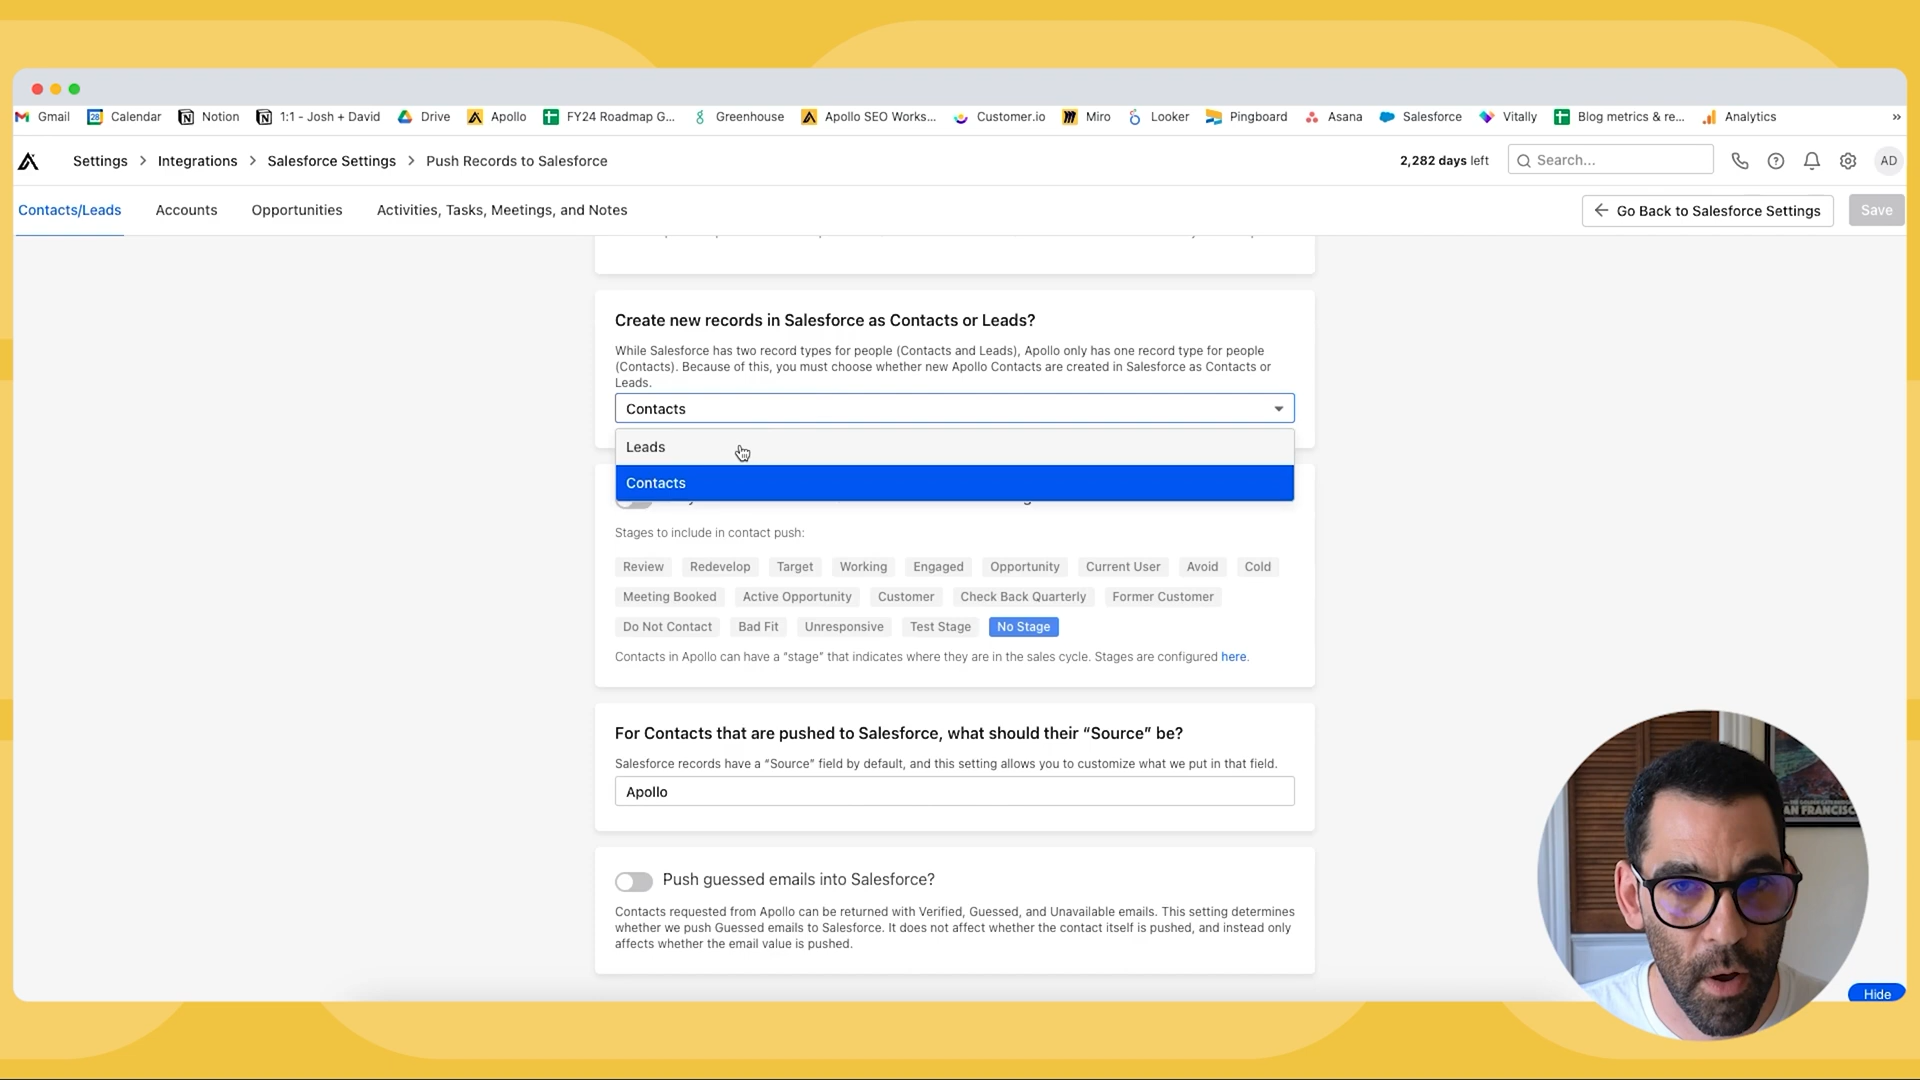 Gmail
Calendar
Notion
1:1 - Josh + David
Drive
Apollo
FY24 Roadmap G...
Greenhouse
Apollo SEO Works...
Customer.io
Miro
Looker
Pingboard
Asana
Salesforce
Vitally
Blog metrics & re...
Analytics
»
Settings > Integrations > Salesforce Settings > Push Records to Salesforce
2,282 days left
Search...
AD
Contacts/Leads
Accounts
Opportunities
Activities, Tasks, Meetings, and Notes
Go Back to Salesforce Settings
Save
Create new records in Salesforce as Contacts or Leads?
While Salesforce has two record types for people (Contacts and Leads), Apollo only has one record type for people
(Contacts). Because of this, you must choose whether new Apollo Contacts are created in Salesforce as Contacts or
Leads.
Contacts
Leads
Contacts
Stages to include in contact push:
Review Redevelop Target Working Engaged Opportunity Current User Avoid Cold
Meeting Booked Active Opportunity Customer Check Back Quarterly Former Customer
Do Not Contact Bad Fit Unresponsive Test Stage No Stage
Contacts in Apollo can have a "stage" that indicates where they are in the sales cycle. Stages are configured here.
For Contacts that are pushed to Salesforce, what should their “Source” be?
Salesforce records have a “Source” field by default, and this setting allows you to customize what we put in that field.
Apollo
Push guessed emails into Salesforce?
Contacts requested from Apollo can be returned with Verified, Guessed, and Unavailable emails. This setting determines
whether we push Guessed emails to Salesforce. It does not affect whether the contact itself is pushed, and instead only
affects whether the email value is pushed.
AN FRANCISC
Hide